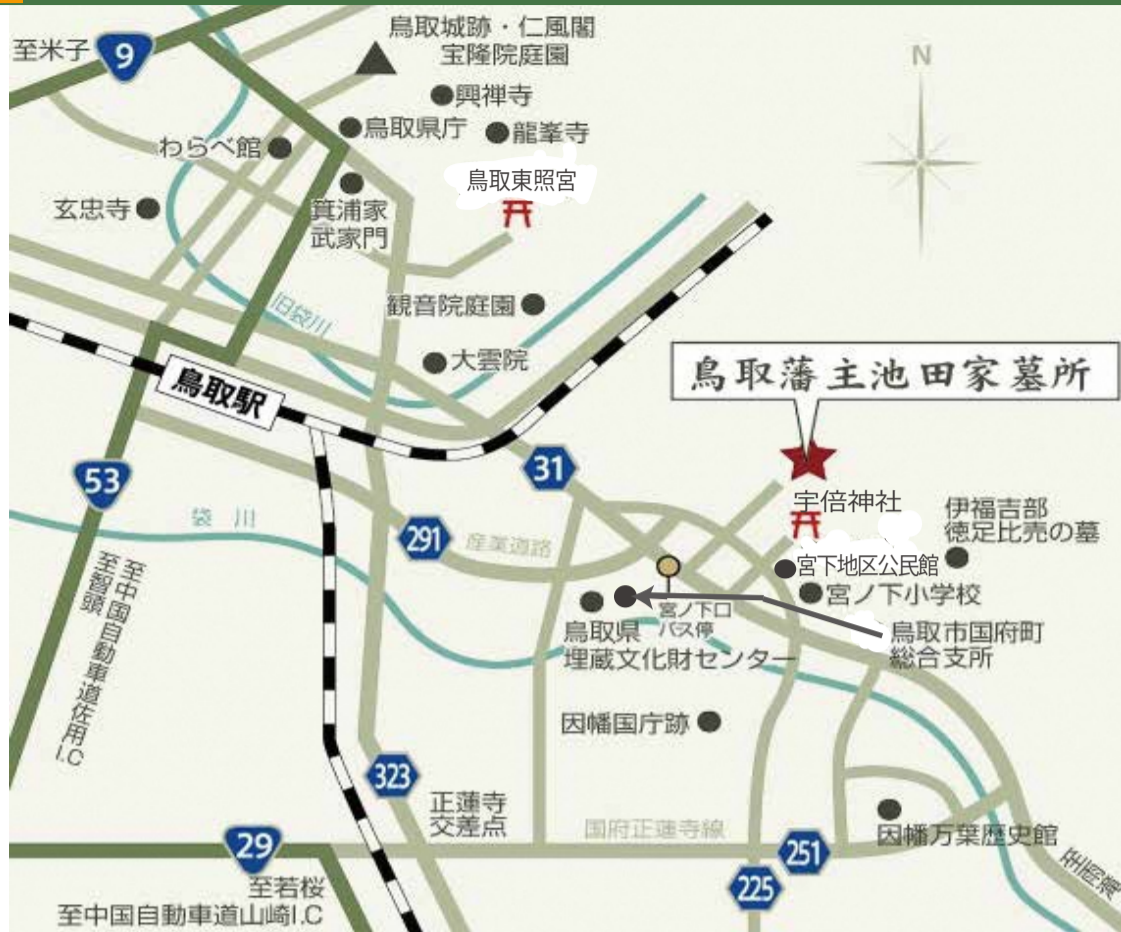 至米子
9
鳥取城跡・仁風閣
宝隆院庭園
N
興禅寺
鳥取県庁
龍峯寺
わらべ館
鳥取東照宮
玄忠寺
箕浦家
武家門
旧袋川
観音院庭園
大雲院
鳥取駅
鳥取藩主池田家墓所
53
31
宇倍神社
伊福吉部
徳足比売の墓
袋 川
291
産業道路
宮下地区公民館
宮ノ下小学校
至中国自動車道佐用I.C
至智頭
宮ノ下口
バス停
鳥取県
埋蔵文化財センター
鳥取市国府町
総合支所
因幡国庁跡
323
正蓮寺
交差点
国府正蓮寺線
因幡万葉歴史館
29
251
225
至若桜
至中国自動車道山崎I.C